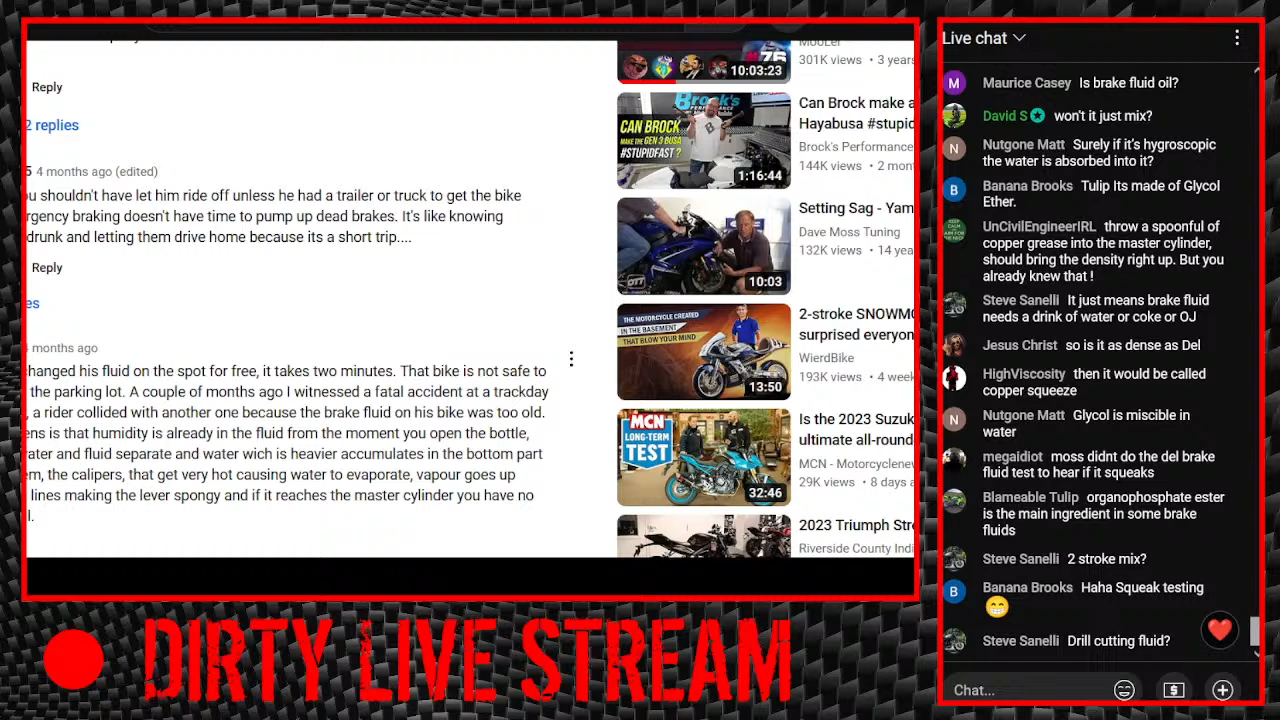 Reply
2 replies
5 4 months ago (edited)
ou shouldn't have let him ride off unless he had a trailer or truck to get the bike
rgency braking doesn't have time to pump up dead brakes. It's like knowing
drunk and letting them drive home because its a short trip....
Reply
es
months ago
hanged his fluid on the spot for free, it takes two minutes. That bike is not safe to
the parking lot. A couple of months ago I witnessed a fatal accident at a trackday
, a rider collided with another one because the brake fluid on his bike was too old.
ens is that humidity is already in the fluid from the moment you open the bottle,
ater and fluid separate and water wich is heavier accumulates in the bottom part
em, the calipers, that get very hot causing water to evaporate, vapour goes up
lines making the lever spongy and if it reaches the master cylinder you have no
l.
#76
10:03:23
MooLer
301K views • 3 years
Brock's
PERFORMANCE
CAN BROCK
MAKE THE GEN 3 BUSA
#STUPIDFAST ?
1:16:44
Can Brock make a
Hayabusa #stupid
Brock's Performance
144K views • 2 mon
10:03
Setting Sag - Yam
Dave Moss Tuning
132K views • 14 yea
THE MOTORCYCLE CREATED
IN THE BASEMENT
THAT BLOW YOUR MIND
13:50
2-stroke SNOWMO
surprised everyon
WierdBike
193K views • 4 week
MCN
LONG-TERM
TEST
32:46
Is the 2023 Suzuk
ultimate all-round
MCN - Motorcyclenew
29K views • 8 days a
2023 Triumph Stre
Riverside County Indi
DIRTY LIVE STREAM
Live chat
M Maurice Casey Is brake fluid oil?
David S won't it just mix?
N Nutgone Matt Surely if it's hygroscopic
the water is absorbed into it?
B Banana Brooks Tulip Its made of Glycol
Ether.
UnCivilEngineerIRL throw a spoonful of
copper grease into the master cylinder,
should bring the density right up. But you
already knew that !
Steve Sanelli It just means brake fluid
needs a drink of water or coke or OJ
Jesus Christ so is it as dense as Del
HighViscosity then it would be called
copper squeeze
N Nutgone Matt Glycol is miscible in
water
megaidiot moss didnt do the del brake
fluid test to hear if it squeaks
Blameable Tulip organophosphate ester
is the main ingredient in some brake
fluids
Steve Sanelli 2 stroke mix?
B Banana Brooks Haha Squeak testing
😁
Steve Sanelli Drill cutting fluid?
Chat...